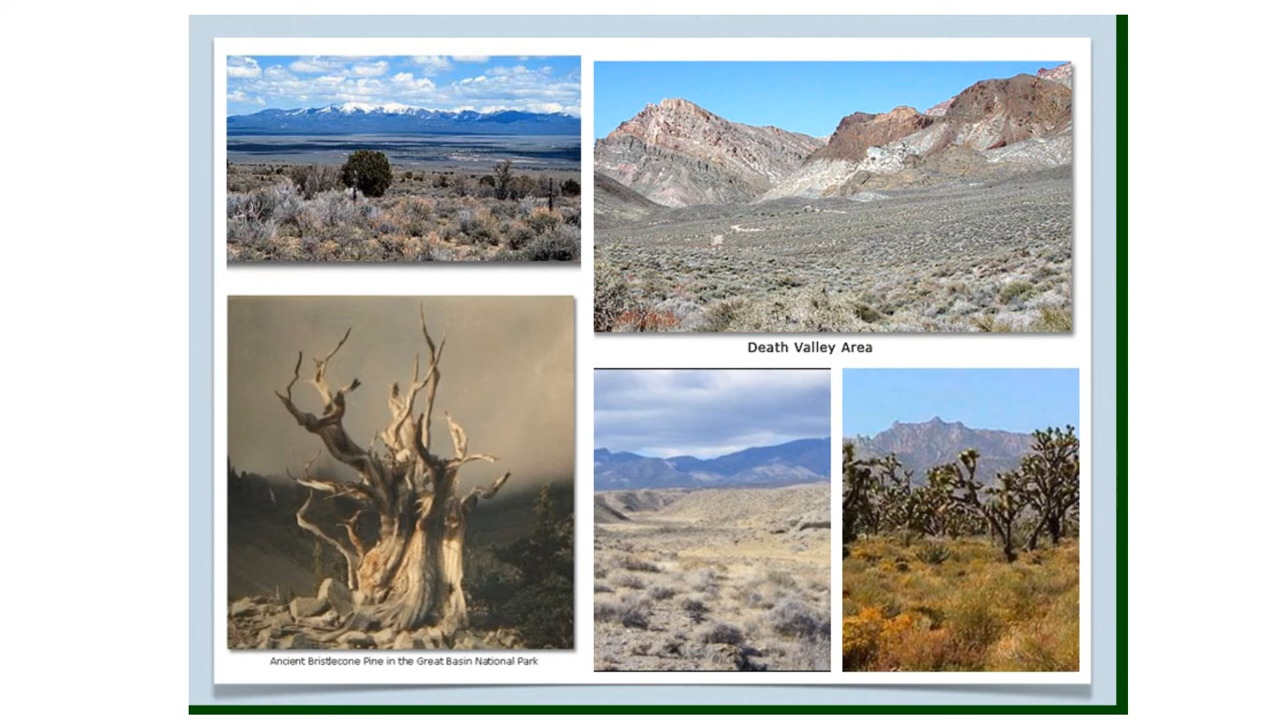 Death Valley Area
Ancient Bristlecone Pine in the Great Basin National Park